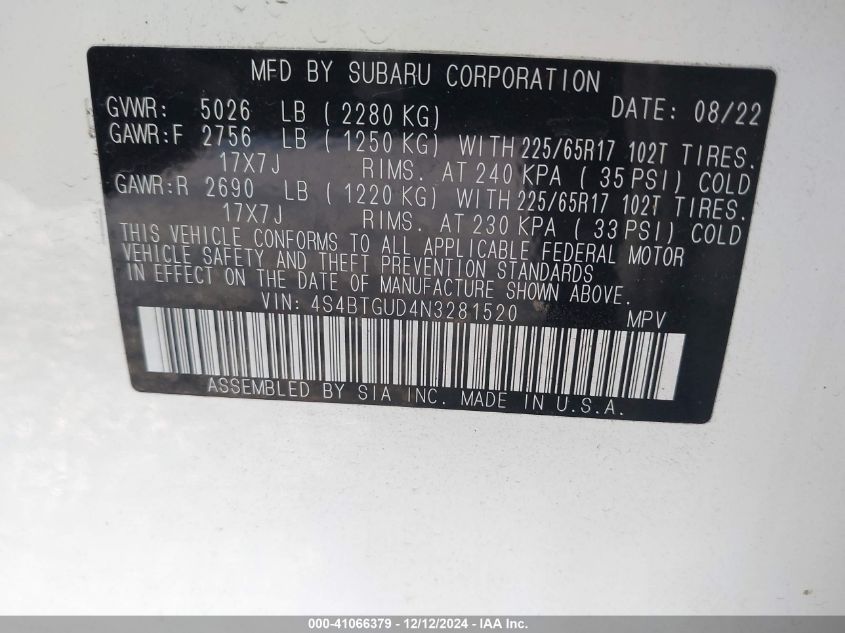 MFD BY SUBARU CORPORATION
GVWR: 5026 LB ( 2280 KG) DATE: 08/22
GAWR:F 2756 LB ( 1250 KG) WITH 225/65R17 102T TIRES.
17X7J RIMS. AT 240 KPA ( 35 PSI) COLD
GAWR:R 2690 LB ( 1220 KG) WITH 225/65R17 102T TIRES.
17X7J RIMS. AT 230 KPA ( 33 PSI) COLD
THIS VEHICLE CONFORMS TO ALL APPLICABLE FEDERAL MOTOR
VEHICLE SAFETY AND THEFT PREVENTION STANDARDS
IN EFFECT ON THE DATE OF MANUFACTURE SHOWN ABOVE.
VIN: 4S4BTGUD4N3281520 MPV
ASSEMBLED BY SIA INC. MADE IN U.S.A.
000-41066379 - 12/12/2024 - IAA Inc.